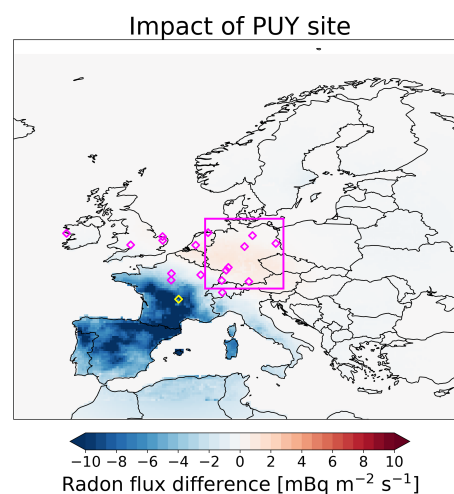 Impact of PUY site
−10 −8 −6 −4 −2 0 2 4 6 8 10
Radon flux difference [mBq m⁻² s⁻¹]